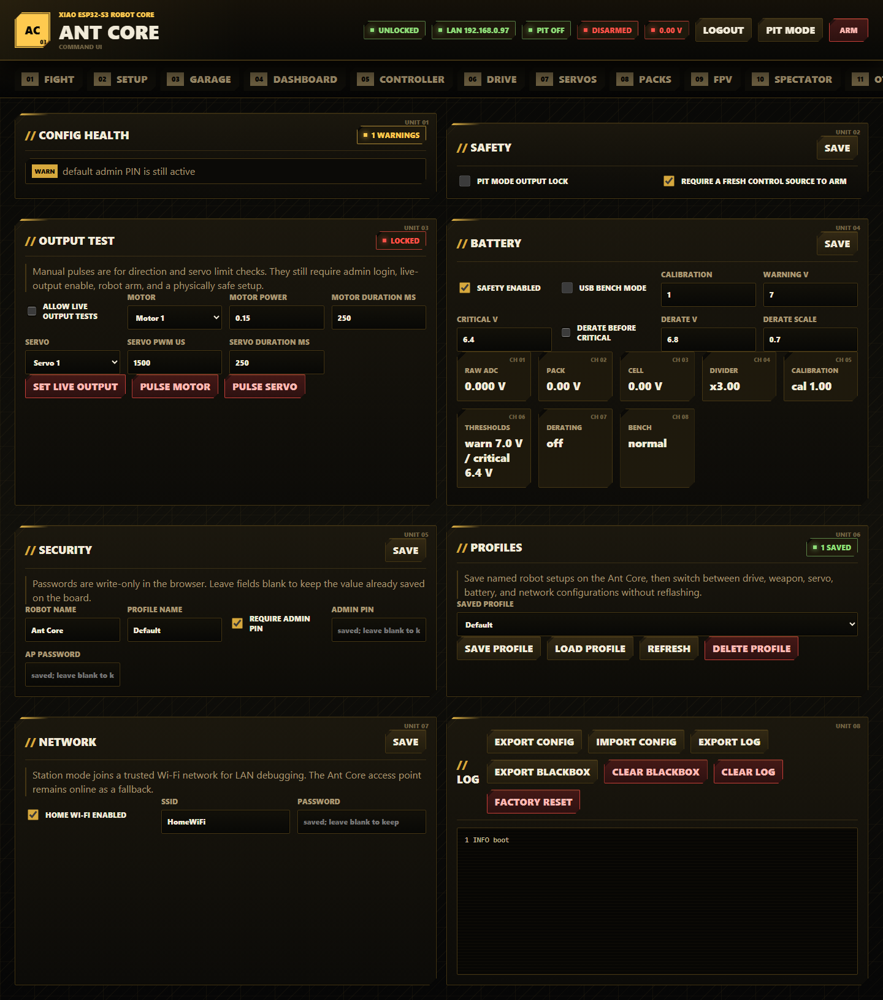 XIAO ESP32-S3 ROBOT CORE
AC
03
ANT CORE
COMMAND UI
UNLOCKED
LAN 192.168.0.97
PIT OFF
DISARMED
0.00 V
LOGOUT
PIT MODE
ARM
01 FIGHT
02 SETUP
03 GARAGE
04 DASHBOARD
05 CONTROLLER
06 DRIVE
07 SERVOS
08 PACKS
09 FPV
10 SPECTATOR
11
UNIT 01
// CONFIG HEALTH
1 WARNINGS
WARN default admin PIN is still active
UNIT 02
// SAFETY
SAVE
PIT MODE OUTPUT LOCK
REQUIRE A FRESH CONTROL SOURCE TO ARM
UNIT 03
// OUTPUT TEST
LOCKED
Manual pulses are for direction and servo limit checks. They still require admin login, live-
output enable, robot arm, and a physically safe setup.
ALLOW LIVE
OUTPUT TESTS
MOTOR
Motor 1
MOTOR POWER
0.15
MOTOR DURATION MS
250
SERVO
Servo 1
SERVO PWM US
1500
SERVO DURATION MS
250
SET LIVE OUTPUT
PULSE MOTOR
PULSE SERVO
UNIT 04
// BATTERY
SAVE
SAFETY ENABLED
USB BENCH MODE
CALIBRATION
1
WARNING V
7
CRITICAL V
6.4
DERATE BEFORE
CRITICAL
DERATE V
6.8
DERATE SCALE
0.7
CH 01
RAW ADC
0.000 V
CH 02
PACK
0.00 V
CH 03
CELL
0.00 V
CH 04
DIVIDER
x3.00
CH 05
CALIBRATION
cal 1.00
CH 06
THRESHOLDS
warn 7.0 V
/ critical
6.4 V
CH 07
DERATING
off
CH 08
BENCH
normal
UNIT 05
// SECURITY
SAVE
Passwords are write-only in the browser. Leave fields blank to keep the value already saved
on the board.
ROBOT NAME
Ant Core
PROFILE NAME
Default
REQUIRE ADMIN
PIN
ADMIN PIN
saved; leave blank to k
AP PASSWORD
saved; leave blank to k
UNIT 06
// PROFILES
1 SAVED
Save named robot setups on the Ant Core, then switch between drive, weapon, servo,
battery, and network configurations without reflashing.
SAVED PROFILE
Default
SAVE PROFILE
LOAD PROFILE
REFRESH
DELETE PROFILE
UNIT 07
// NETWORK
SAVE
Station mode joins a trusted Wi-Fi network for LAN debugging. The Ant Core access point
remains online as a fallback.
HOME WI-FI ENABLED
SSID
HomeWiFi
PASSWORD
saved; leave blank to keep
UNIT 08
//
LOG
EXPORT CONFIG
IMPORT CONFIG
EXPORT LOG
EXPORT BLACKBOX
CLEAR BLACKBOX
CLEAR LOG
FACTORY RESET
1 INFO boot